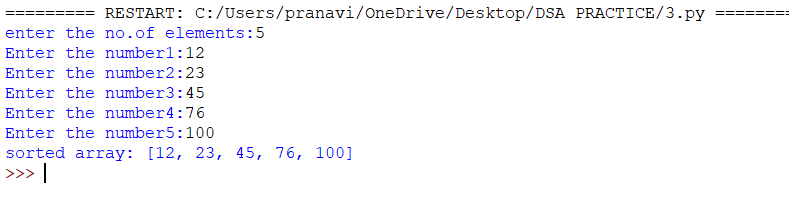 ========= RESTART: C:/Users/pranavi/OneDrive/Desktop/DSA PRACTICE/3.py ========
enter the no.of elements:5
Enter the number1:12
Enter the number2:23
Enter the number3:45
Enter the number4:76
Enter the number5:100
sorted array: [12, 23, 45, 76, 100]
>>>